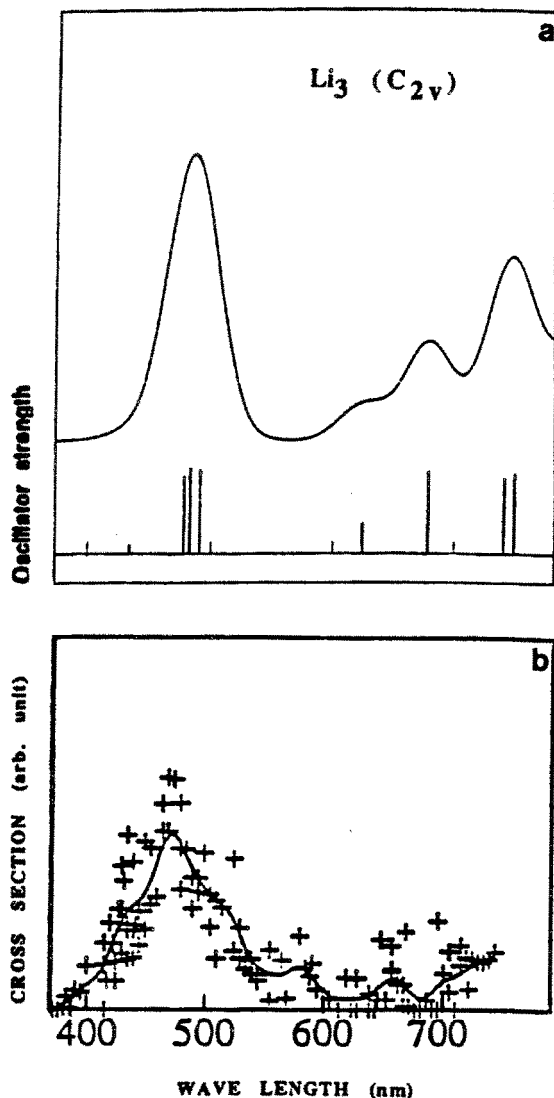 a
Li3 (C2v)
Oscillator strength
b
CROSS SECTION (arb. unit)
400 500 600 700
WAVE LENGTH (nm)